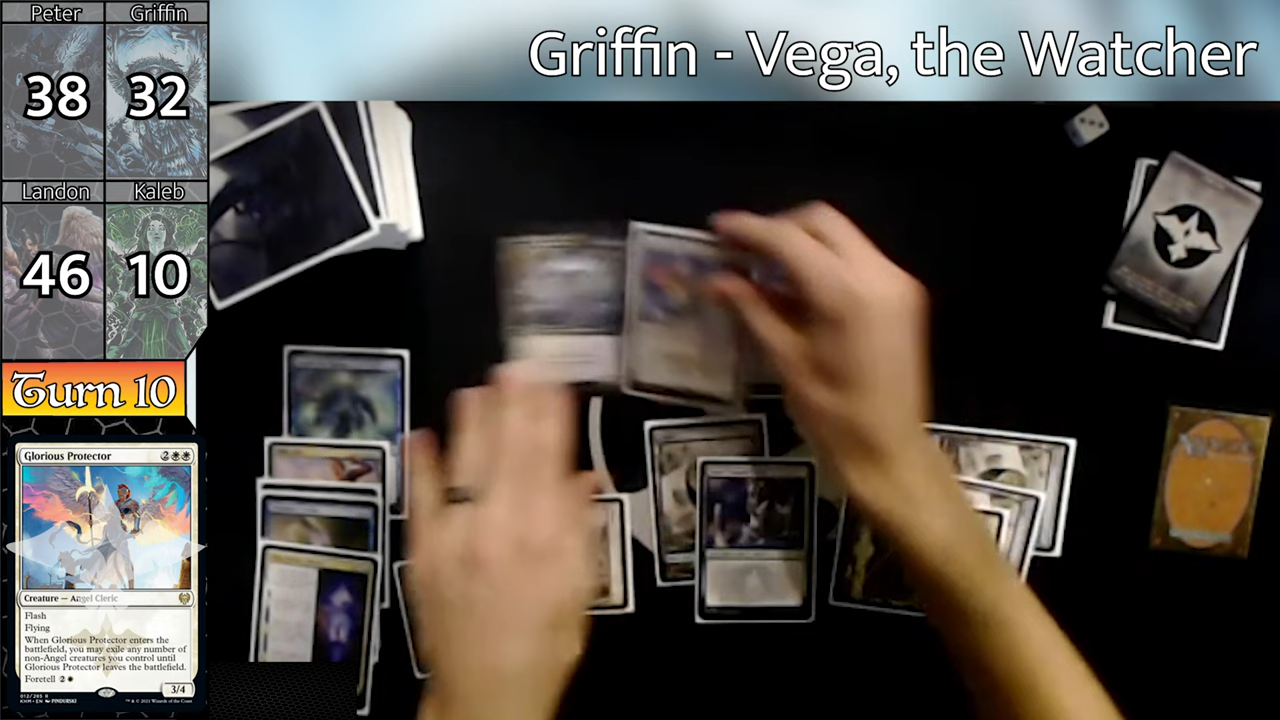 Peter
Griffin
38
32
Landon
Kaleb
46
10
Turn 10
Griffin - Vega, the Watcher
Glorious Protector
2
Creature — Angel Cleric
Flash
Flying
When Glorious Protector enters the
battlefield, you may exile any number of
non-Angel creatures you control until
Glorious Protector leaves the battlefield.
Foretell 2
3/4